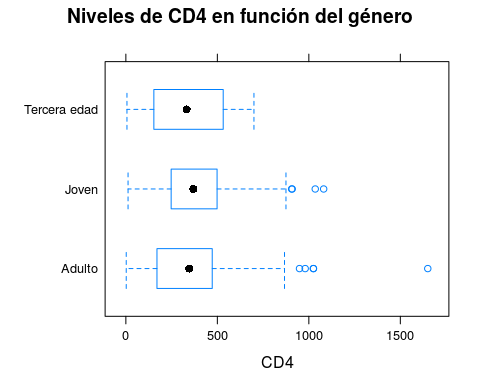 Niveles de CD4 en función del género
Tercera edad
Joven
Adulto
0 500 1000 1500
CD4